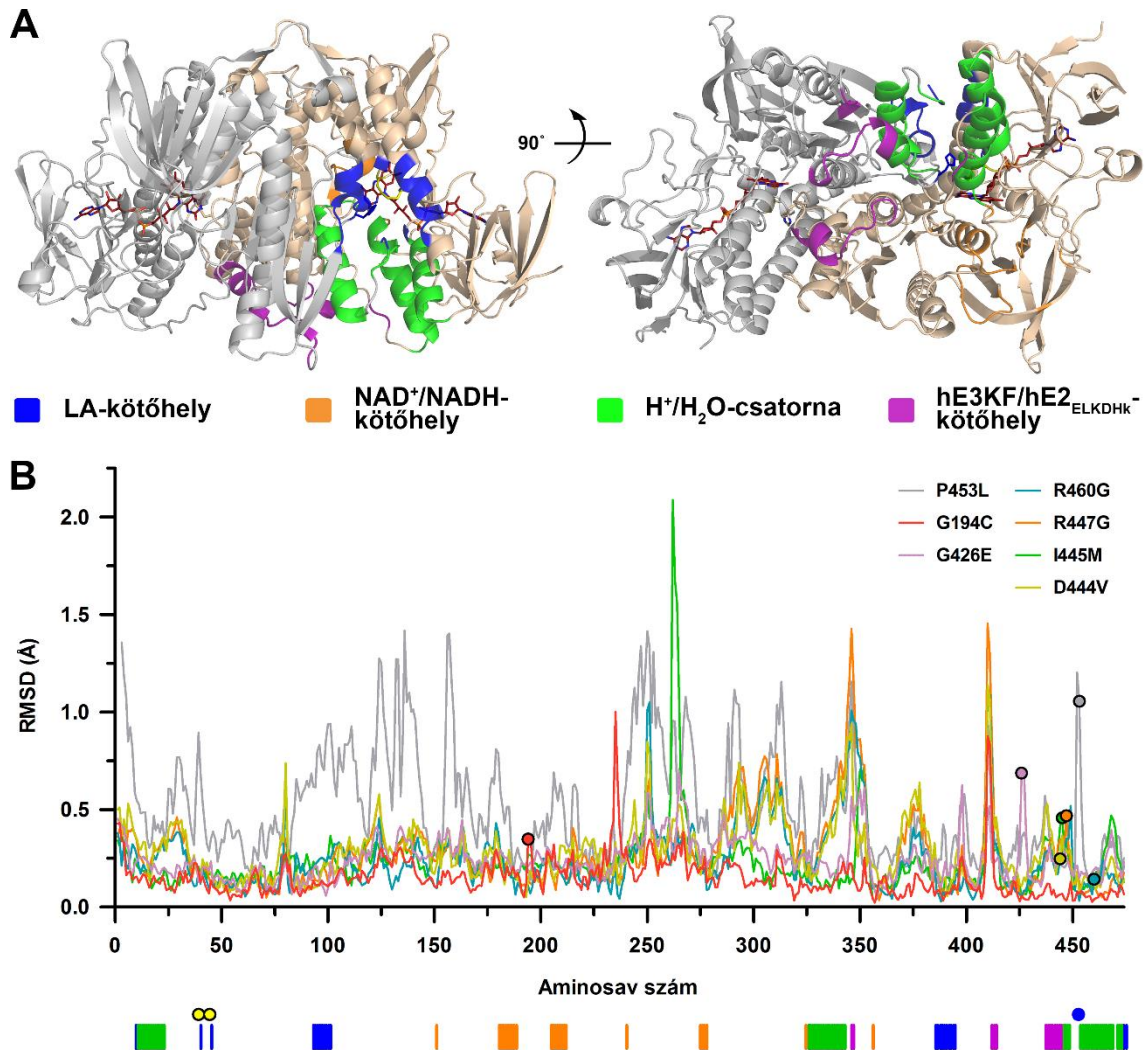 A
90°
LA-kötőhely
NAD⁺/NADH-
kötőhely
H⁺/H₂O-csatorna
hE3KF/hE2ELKDHk-
kötőhely
B
RMSD (Å)
2.0
1.5
1.0
0.5
0.0
P453L
G194C
G426E
R460G
R447G
I445M
D444V
0 50 100 150 200 250 300 350 400 450
Aminosav szám